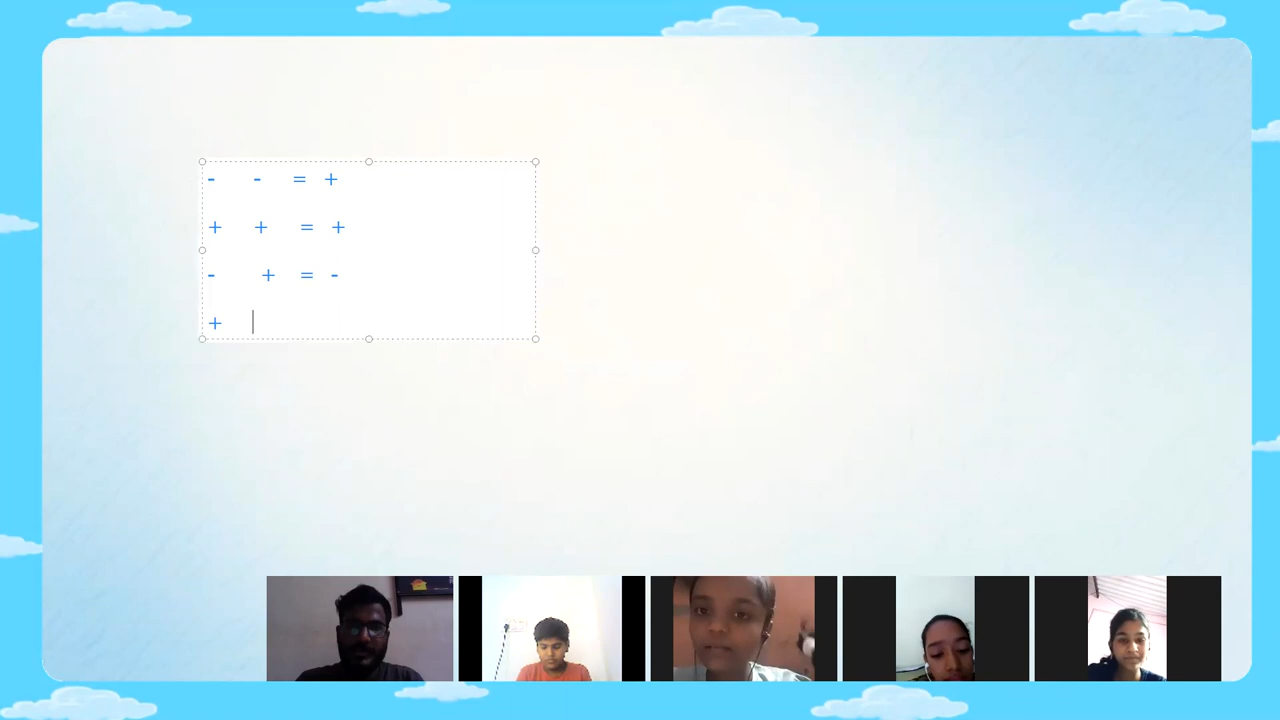 - - = +
+ + = +
- + = -
+